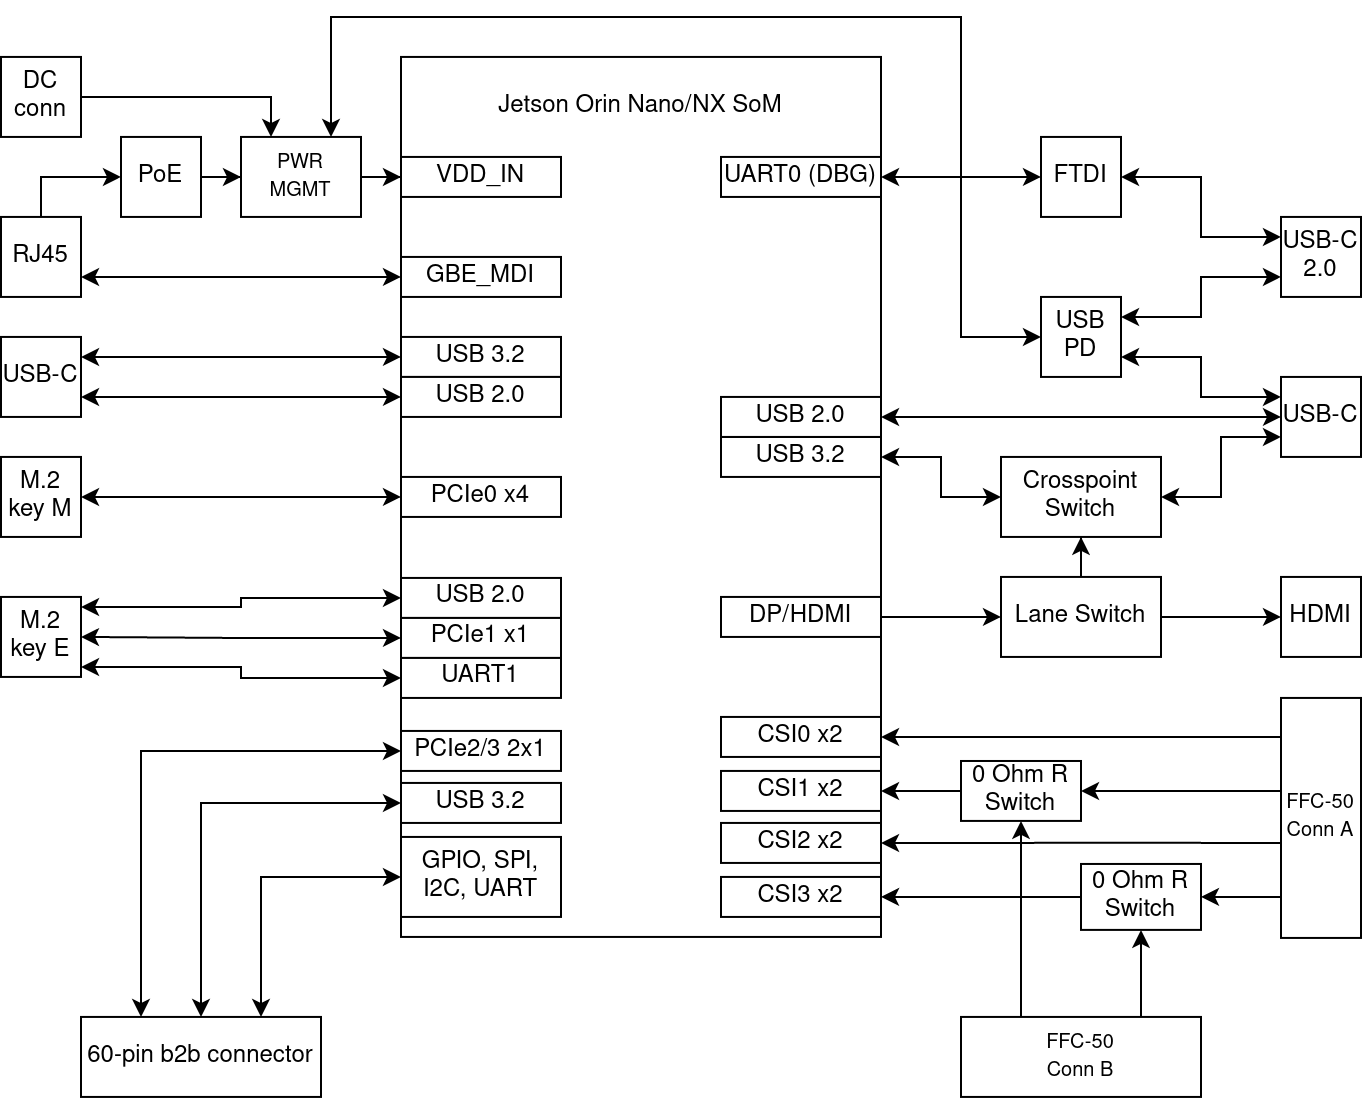 DC
conn
Jetson Orin Nano/NX SoM
PoE
PWR
MGMT
VDD_IN
UART0 (DBG)
FTDI
RJ45
GBE_MDI
USB-C
2.0
USB
PD
USB-C
USB 3.2
USB 2.0
USB 2.0
USB 3.2
USB-C
M.2
key M
PCIe0 x4
Crosspoint
Switch
M.2
key E
USB 2.0
PCIe1 x1
UART1
DP/HDMI
Lane Switch
HDMI
PCIe2/3 2x1
USB 3.2
GPIO, SPI,
I2C, UART
CSI0 x2
CSI1 x2
CSI2 x2
CSI3 x2
0 Ohm R
Switch
0 Ohm R
Switch
FFC-50
Conn A
60-pin b2b connector
FFC-50
Conn B